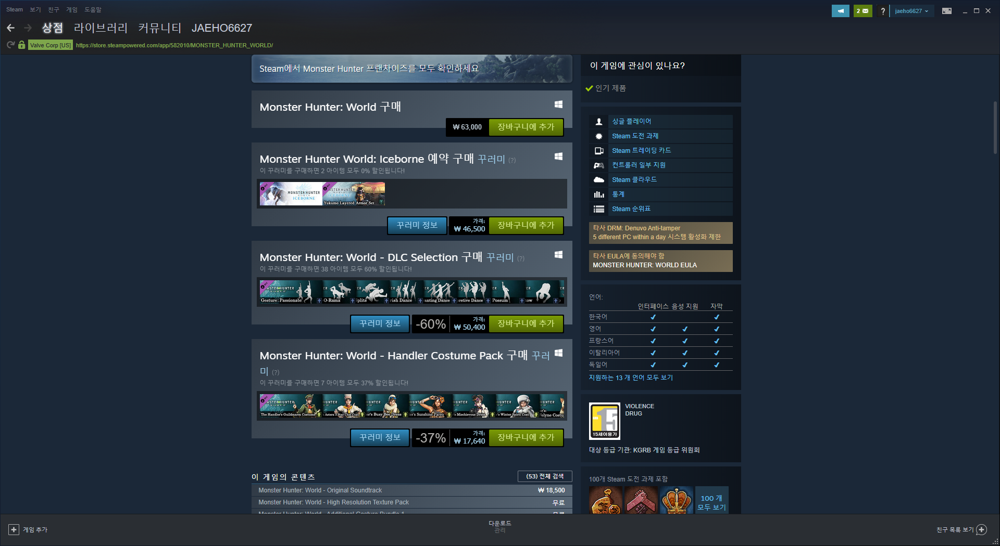 Steam 보기 친구 게임 도움말
2
?
jaeho6627
상점 라이브러리 커뮤니티 JAEHO6627
Valve Corp [US] https://store.steampowered.com/app/582010/MONSTER_HUNTER_WORLD/
Steam에서 Monster Hunter 프랜차이즈를 모두 확인하세요
Monster Hunter: World 구매
₩ 63,000 장바구니에 추가
Monster Hunter World: Iceborne 예약 구매 꾸러미 (?)
이 꾸러미를 구매하면 2 아이템 모두 0% 할인됩니다!
MONSTER HUNTER
WORLD
ICEBORNE
Yukumo Layered Armor Set
꾸러미 정보
가격:
₩ 46,500
장바구니에 추가
Monster Hunter: World - DLC Selection 구매 꾸러미 (?)
이 꾸러미를 구매하면 38 아이템 모두 60% 할인됩니다!
Gesture: Passionate
O-Rama
Splits
rish Dance
anting Dance
retive Dance
Possum
꾸러미 정보
-60%
가격:
₩ 50,400
장바구니에 추가
Monster Hunter: World - Handler Costume Pack 구매 꾸러
미 (?)
이 꾸러미를 구매하면 7 아이템 모두 37% 할인됩니다!
The Handler's Guildmarm Costume
Astera 3 Star Chef Coat
er's Busy Bee Dress
er's Sunshine Pareo
's Mischievous Dress
r's Winter Spirit Coat
Felyne Costu
꾸러미 정보
-37%
가격:
₩ 17,640
장바구니에 추가
이 게임의 콘텐츠
(53) 전체 검색
Monster Hunter: World - Original Soundtrack ₩ 18,500
Monster Hunter: World - High Resolution Texture Pack 무료
Monster Hunter: World - Additional Gesture Bundle 1 무료
이 게임에 관심이 있나요?
인기 제품
싱글 플레이어
Steam 도전 과제
Steam 트레이딩 카드
컨트롤러 일부 지원
Steam 클라우드
통계
Steam 순위표
타사 DRM: Denuvo Anti-tamper
5 different PC within a day 시스템 활성화 제한
타사 EULA에 동의해야 함
MONSTER HUNTER: WORLD EULA
언어:
인터페이스 음성 지원 자막
한국어 ✔ ✔
영어 ✔ ✔ ✔
프랑스어 ✔ ✔ ✔
이탈리아어 ✔ ✔ ✔
독일어 ✔ ✔ ✔
지원하는 13 개 언어 모두 보기
15
15세이용가
VIOLENCE
DRUG
대상 등급 기관: KGRB 게임 등급 위원회
100개 Steam 도전 과제 포함
100 개
모두 보기
게임 추가
다운로드
관리
친구 목록 보기